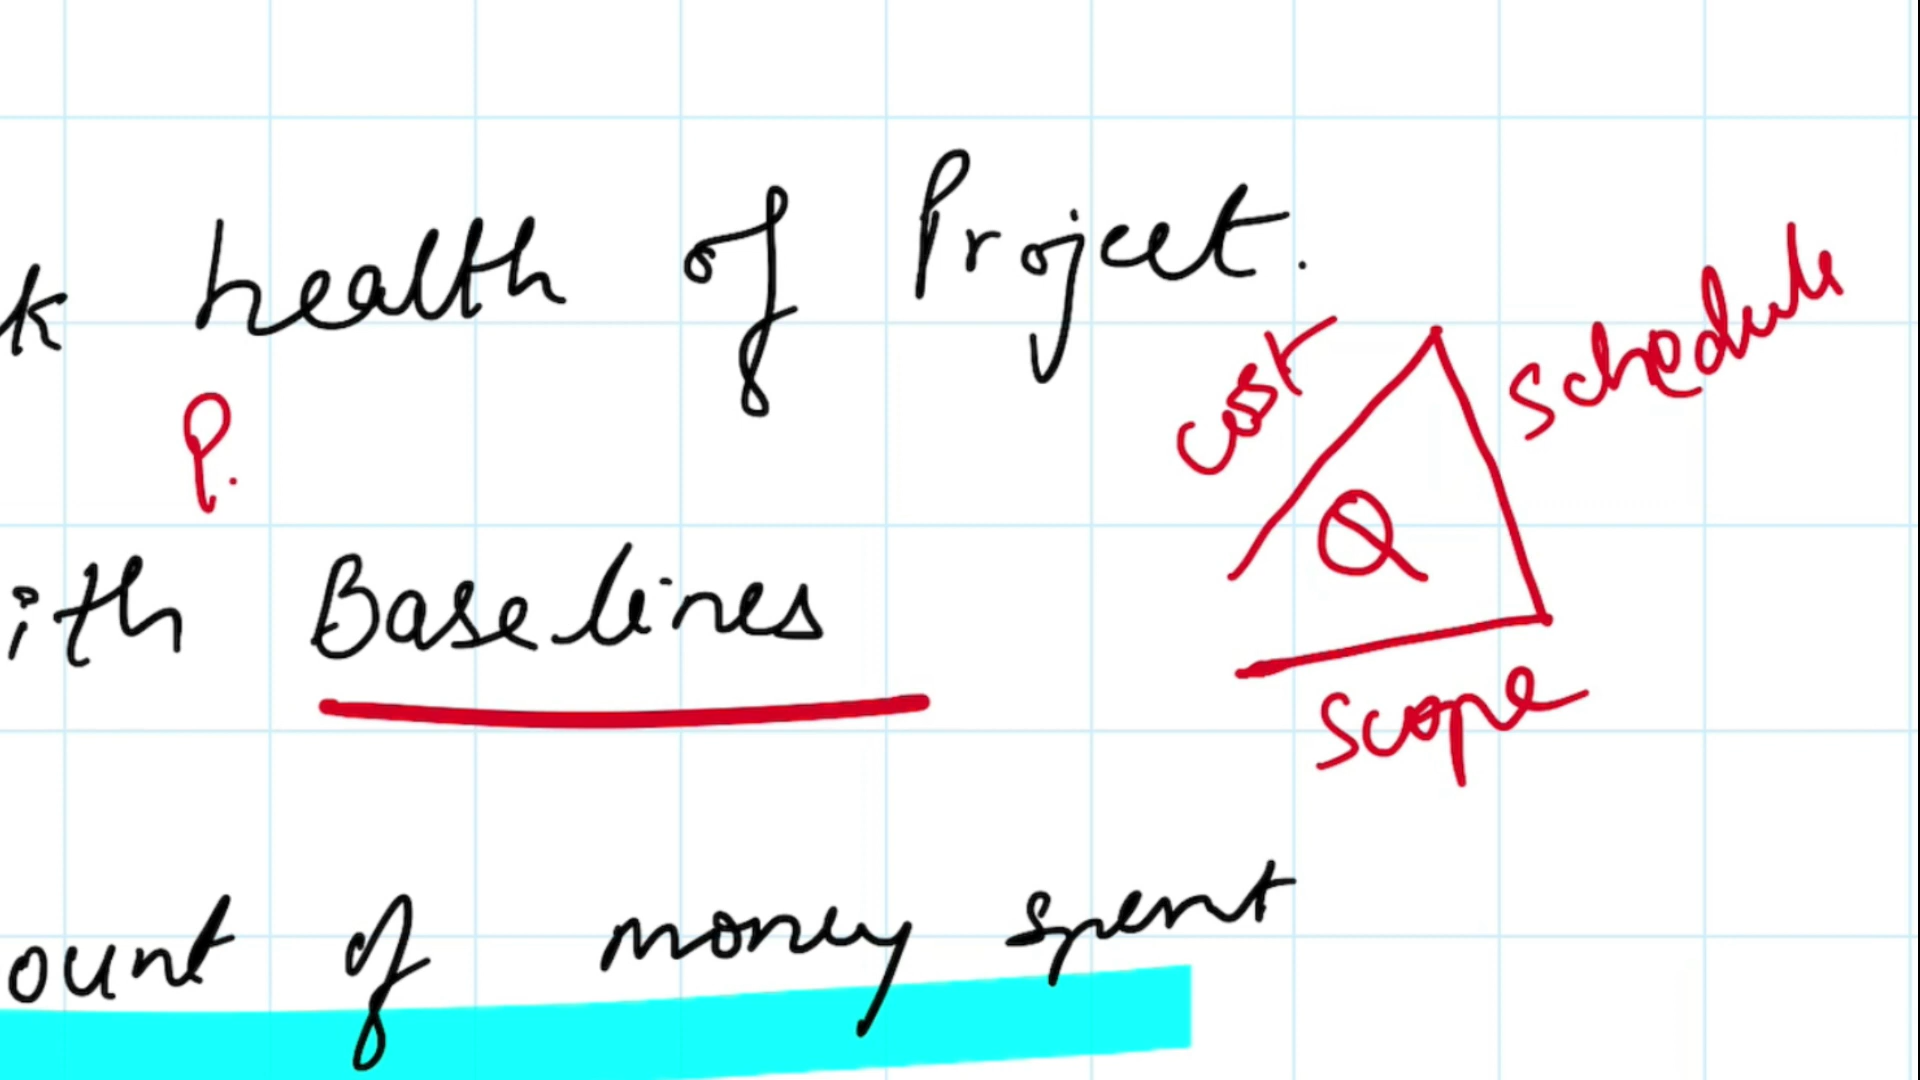 k health of Project.
cost
schedule
P.
Q
ith Baselines
scope
ount of money spent